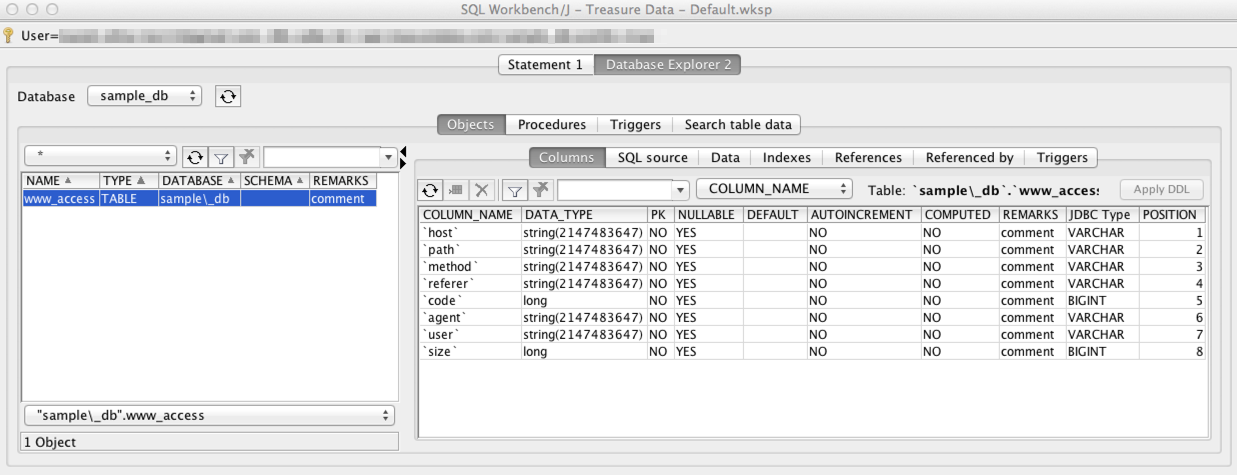 SQL Workbench/J - Treasure Data - Default.wksp
User=
Statement 1 Database Explorer 2
Database sample_db
Objects Procedures Triggers Search table data
*
NAME TYPE DATABASE SCHEMA REMARKS
www_access TABLE sample\_db comment
"sample\_db".www_access
1 Object
Columns SQL source Data Indexes References Referenced by Triggers
COLUMN_NAME Table: `sample\_db`.`www_access Apply DDL
COLUMN_NAME DATA_TYPE PK NULLABLE DEFAULT AUTOINCREMENT COMPUTED REMARKS JDBC Type POSITION
`host` string(2147483647) NO YES NO NO comment VARCHAR 1
`path` string(2147483647) NO YES NO NO comment VARCHAR 2
`method` string(2147483647) NO YES NO NO comment VARCHAR 3
`referer` string(2147483647) NO YES NO NO comment VARCHAR 4
`code` long NO YES NO NO comment BIGINT 5
`agent` string(2147483647) NO YES NO NO comment VARCHAR 6
`user` string(2147483647) NO YES NO NO comment VARCHAR 7
`size` long NO YES NO NO comment BIGINT 8